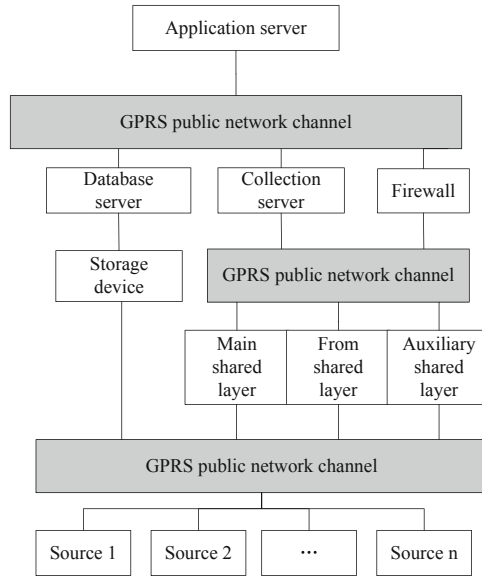 Application server
GPRS public network channel
Database
server
Collection
server
Firewall
Storage
device
GPRS public network channel
Main
shared
layer
From
shared
layer
Auxiliary
shared
layer
GPRS public network channel
Source 1
Source 2
···
Source n